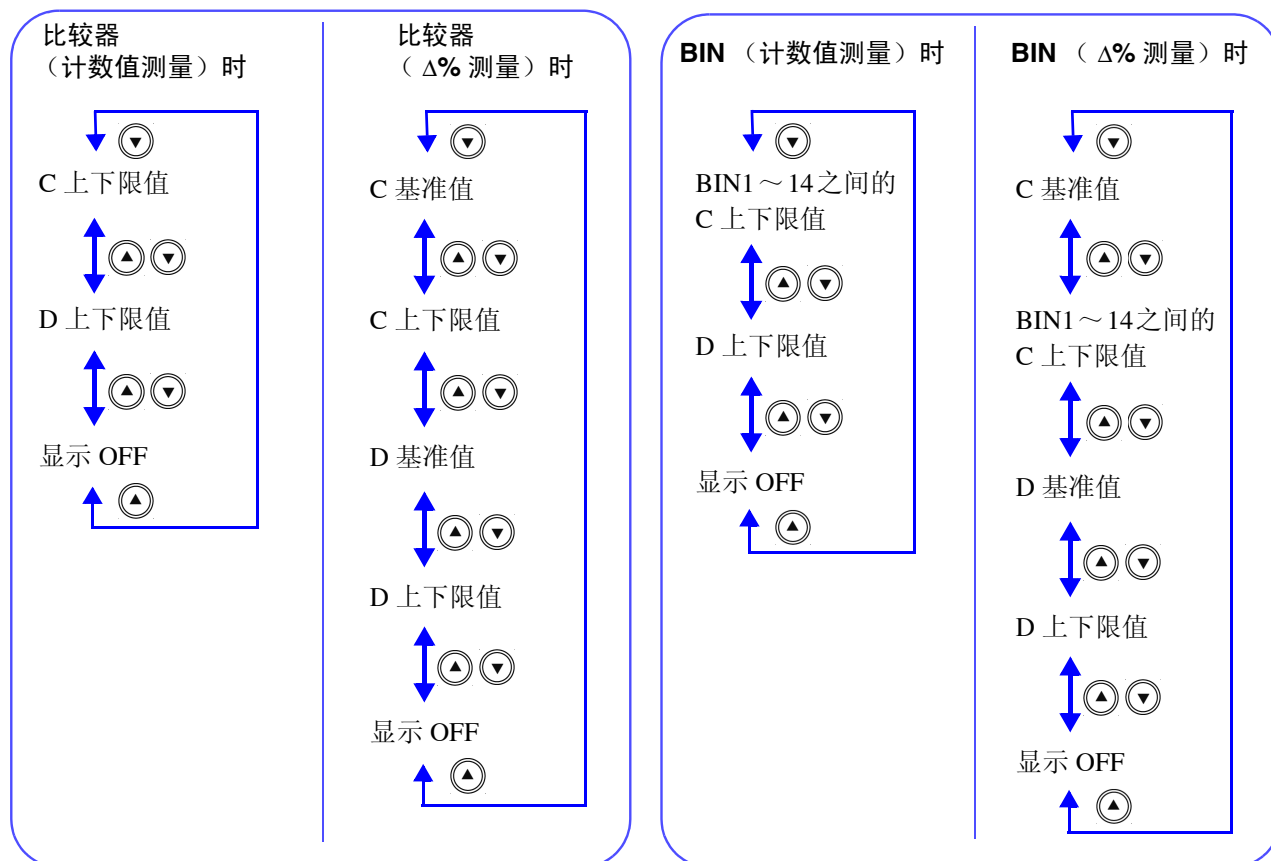 比较器
（计数值测量）时
C 上下限值
D 上下限值
显示 OFF
比较器
（ Δ% 测量）时
C 基准值
C 上下限值
D 基准值
D 上下限值
显示 OFF
BIN （计数值测量）时
BIN1～14之间的
C 上下限值
D 上下限值
显示 OFF
BIN （ Δ% 测量）时
C 基准值
BIN1～14之间的
C 上下限值
D 基准值
D 上下限值
显示 OFF